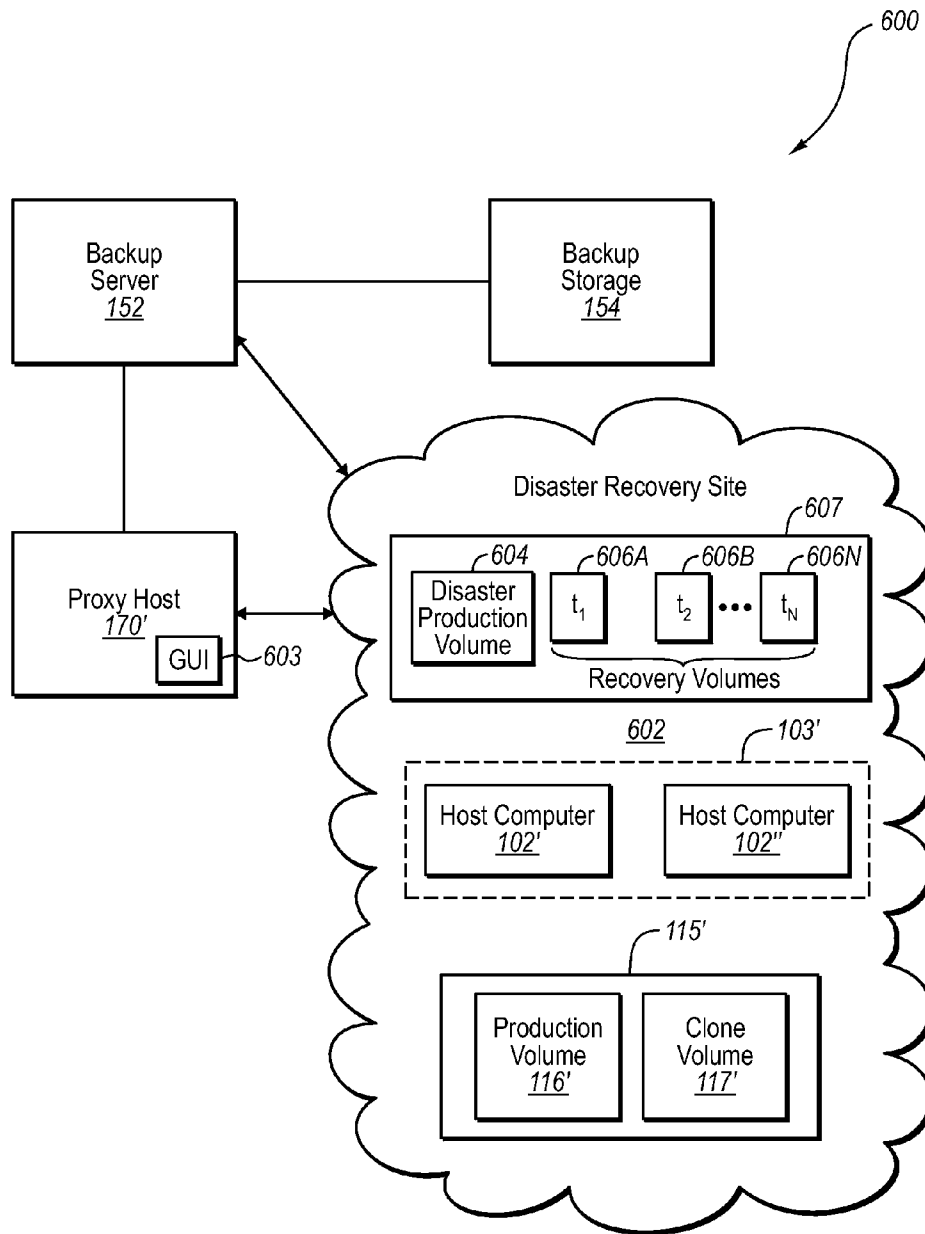 600
Backup
Server
152
Backup
Storage
154
Disaster Recovery Site
607
604
606A
606B
606N
Disaster
Production
Volume
t1
t2
•••
tN
Recovery Volumes
Proxy Host
170'
GUI
603
602
103'
Host Computer
102'
Host Computer
102"
115'
Production
Volume
116'
Clone
Volume
117'